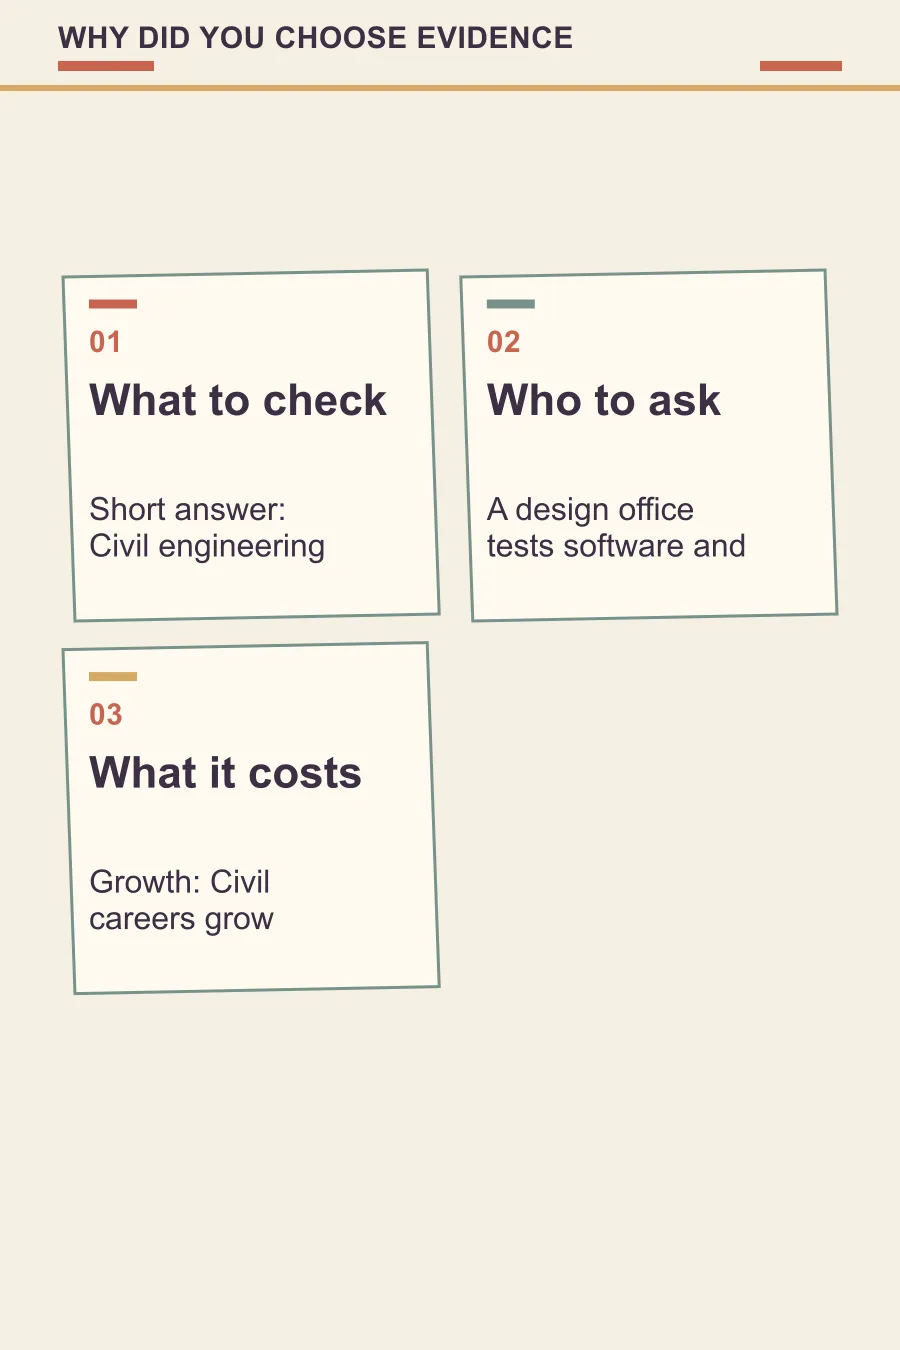 WHY DID YOU CHOOSE EVIDENCE
01
What to check
Short answer:
Civil engineering
02
Who to ask
A design office
tests software and
03
What it costs
Growth: Civil
careers grow